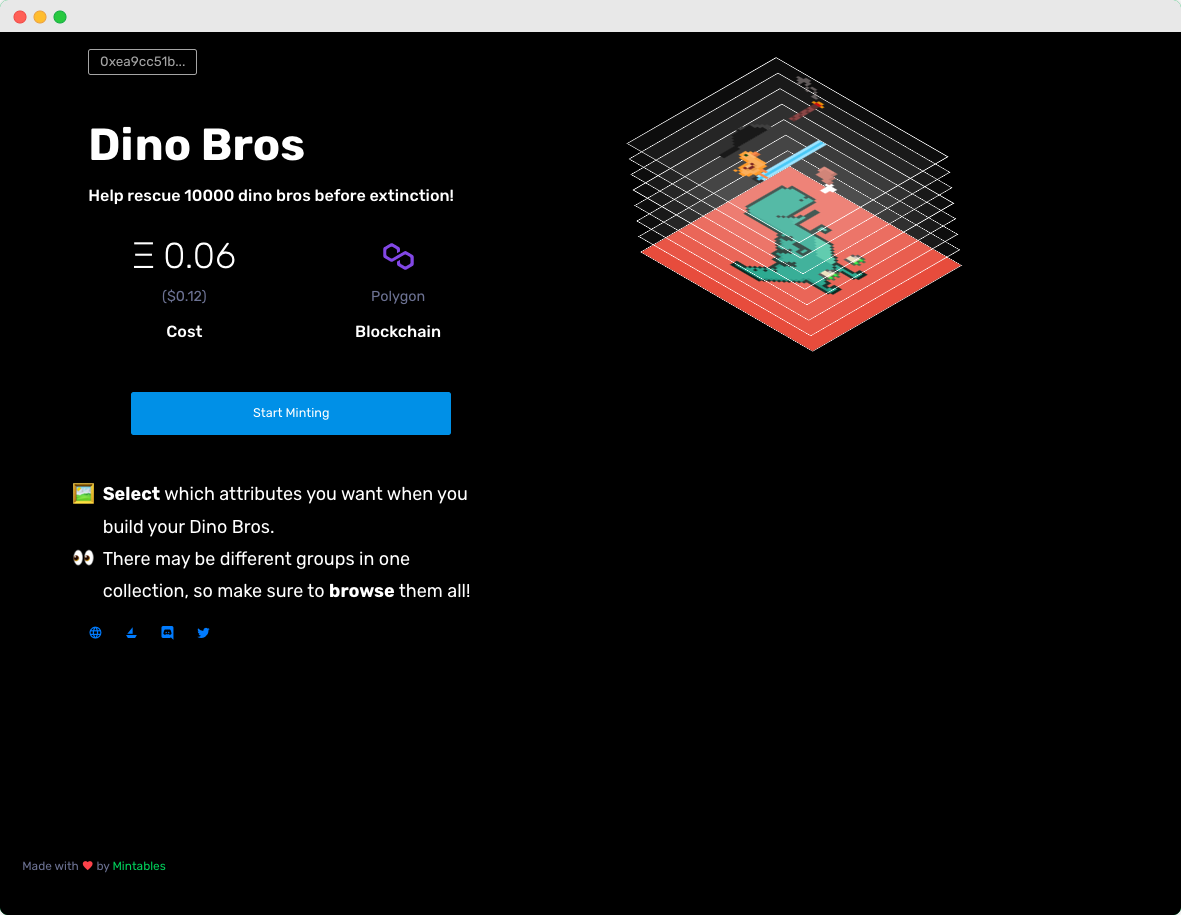 0xea9cc51b...
Dino Bros
Help rescue 10000 dino bros before extinction!
Ξ 0.06
($0.12)
Polygon
Cost
Blockchain
Start Minting
Select which attributes you want when you
build your Dino Bros.
There may be different groups in one
collection, so make sure to browse them all!
Made with ❤ by Mintables